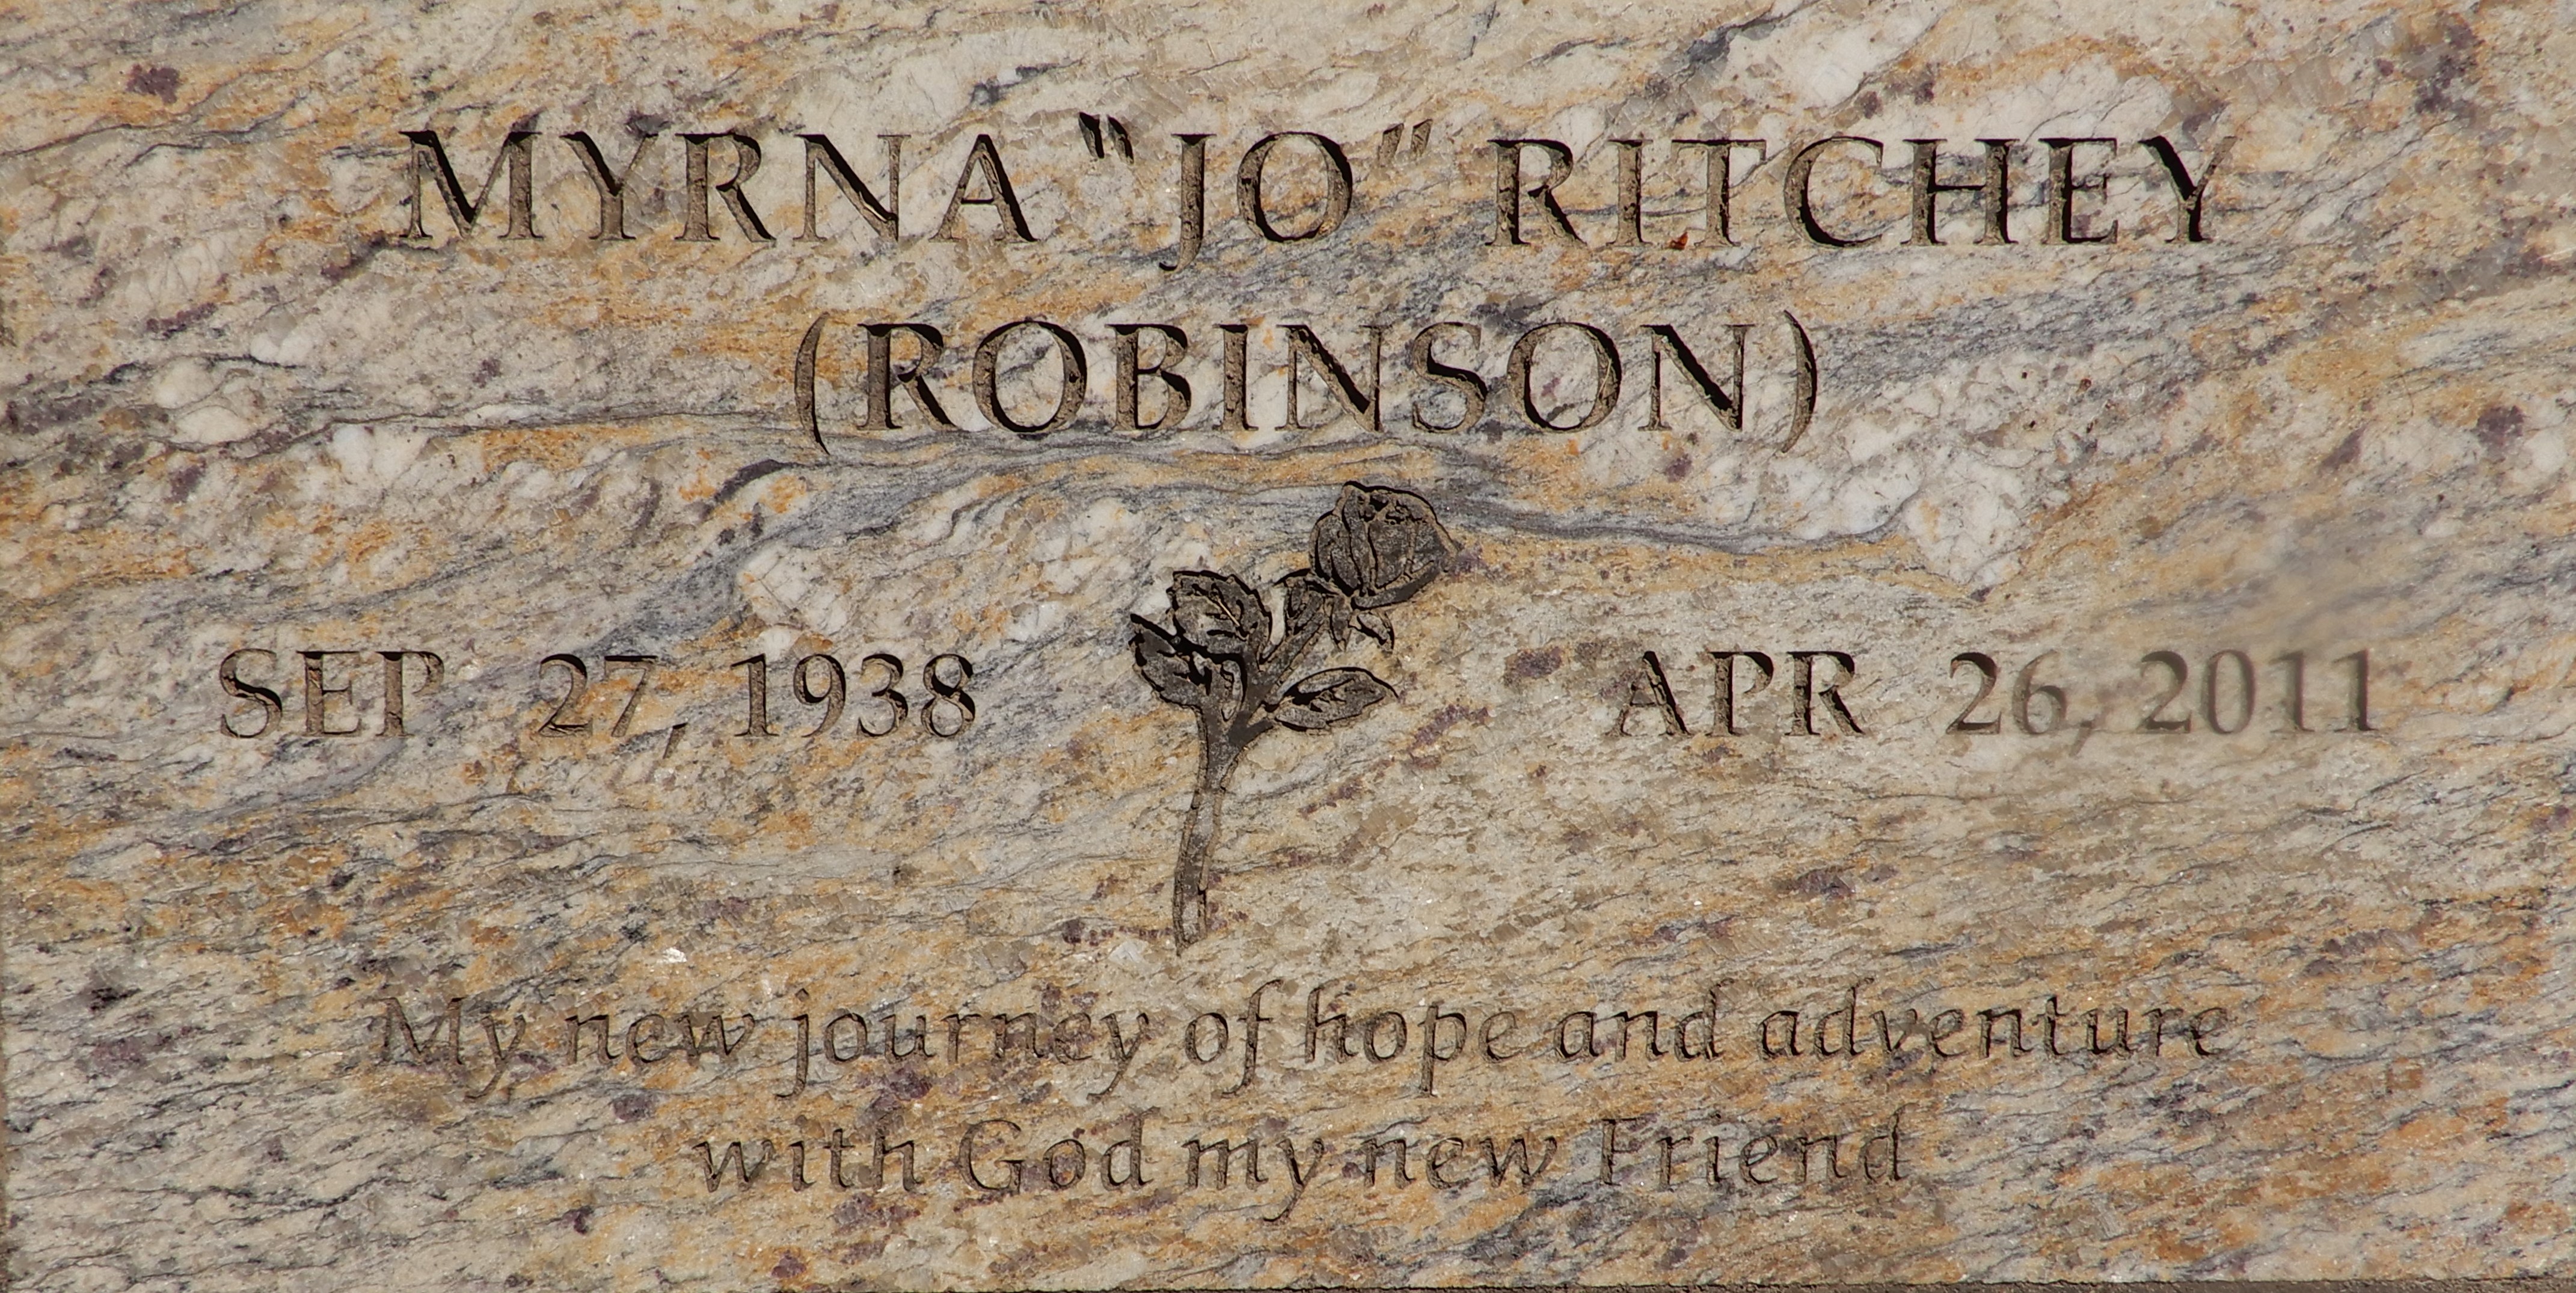 MYRNA "JO" RITCHEY
(ROBINSON)
SEP 27, 1938 APR 26, 2011
My new journey of hope and adventure
with God my new Friend